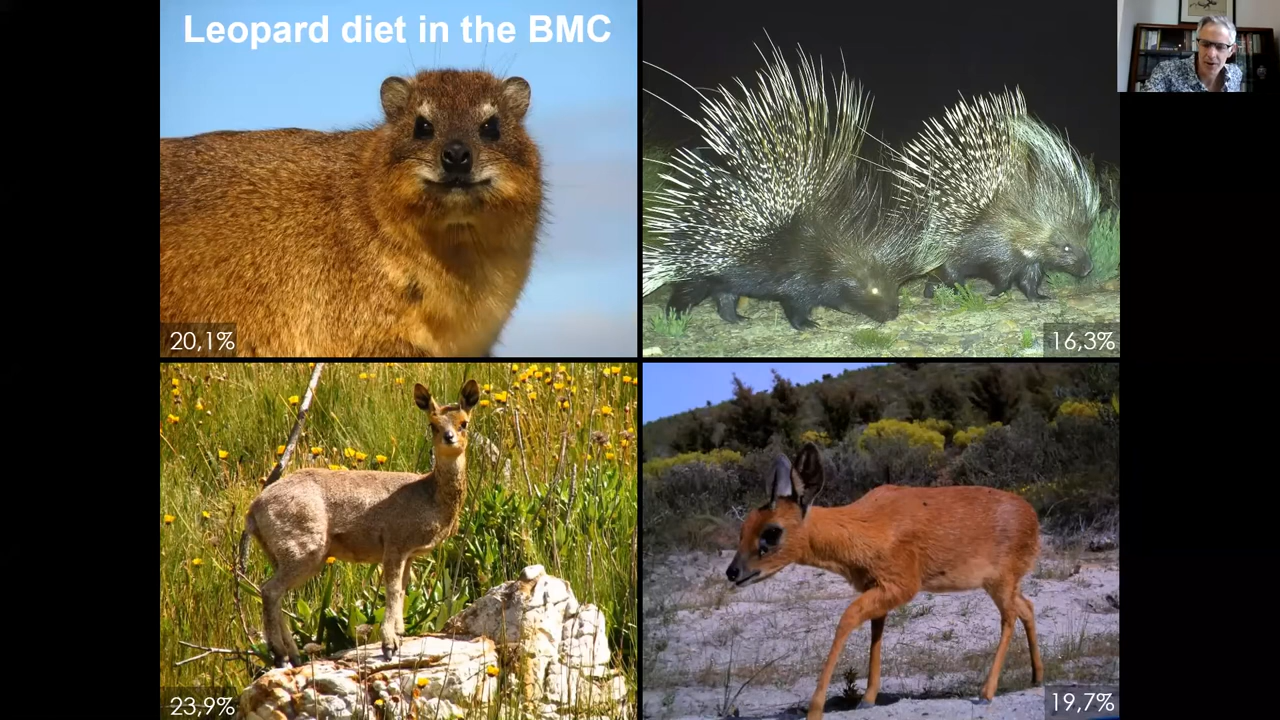 Leopard diet in the BMC
20,1%
16,3%
23,9%
19,7%